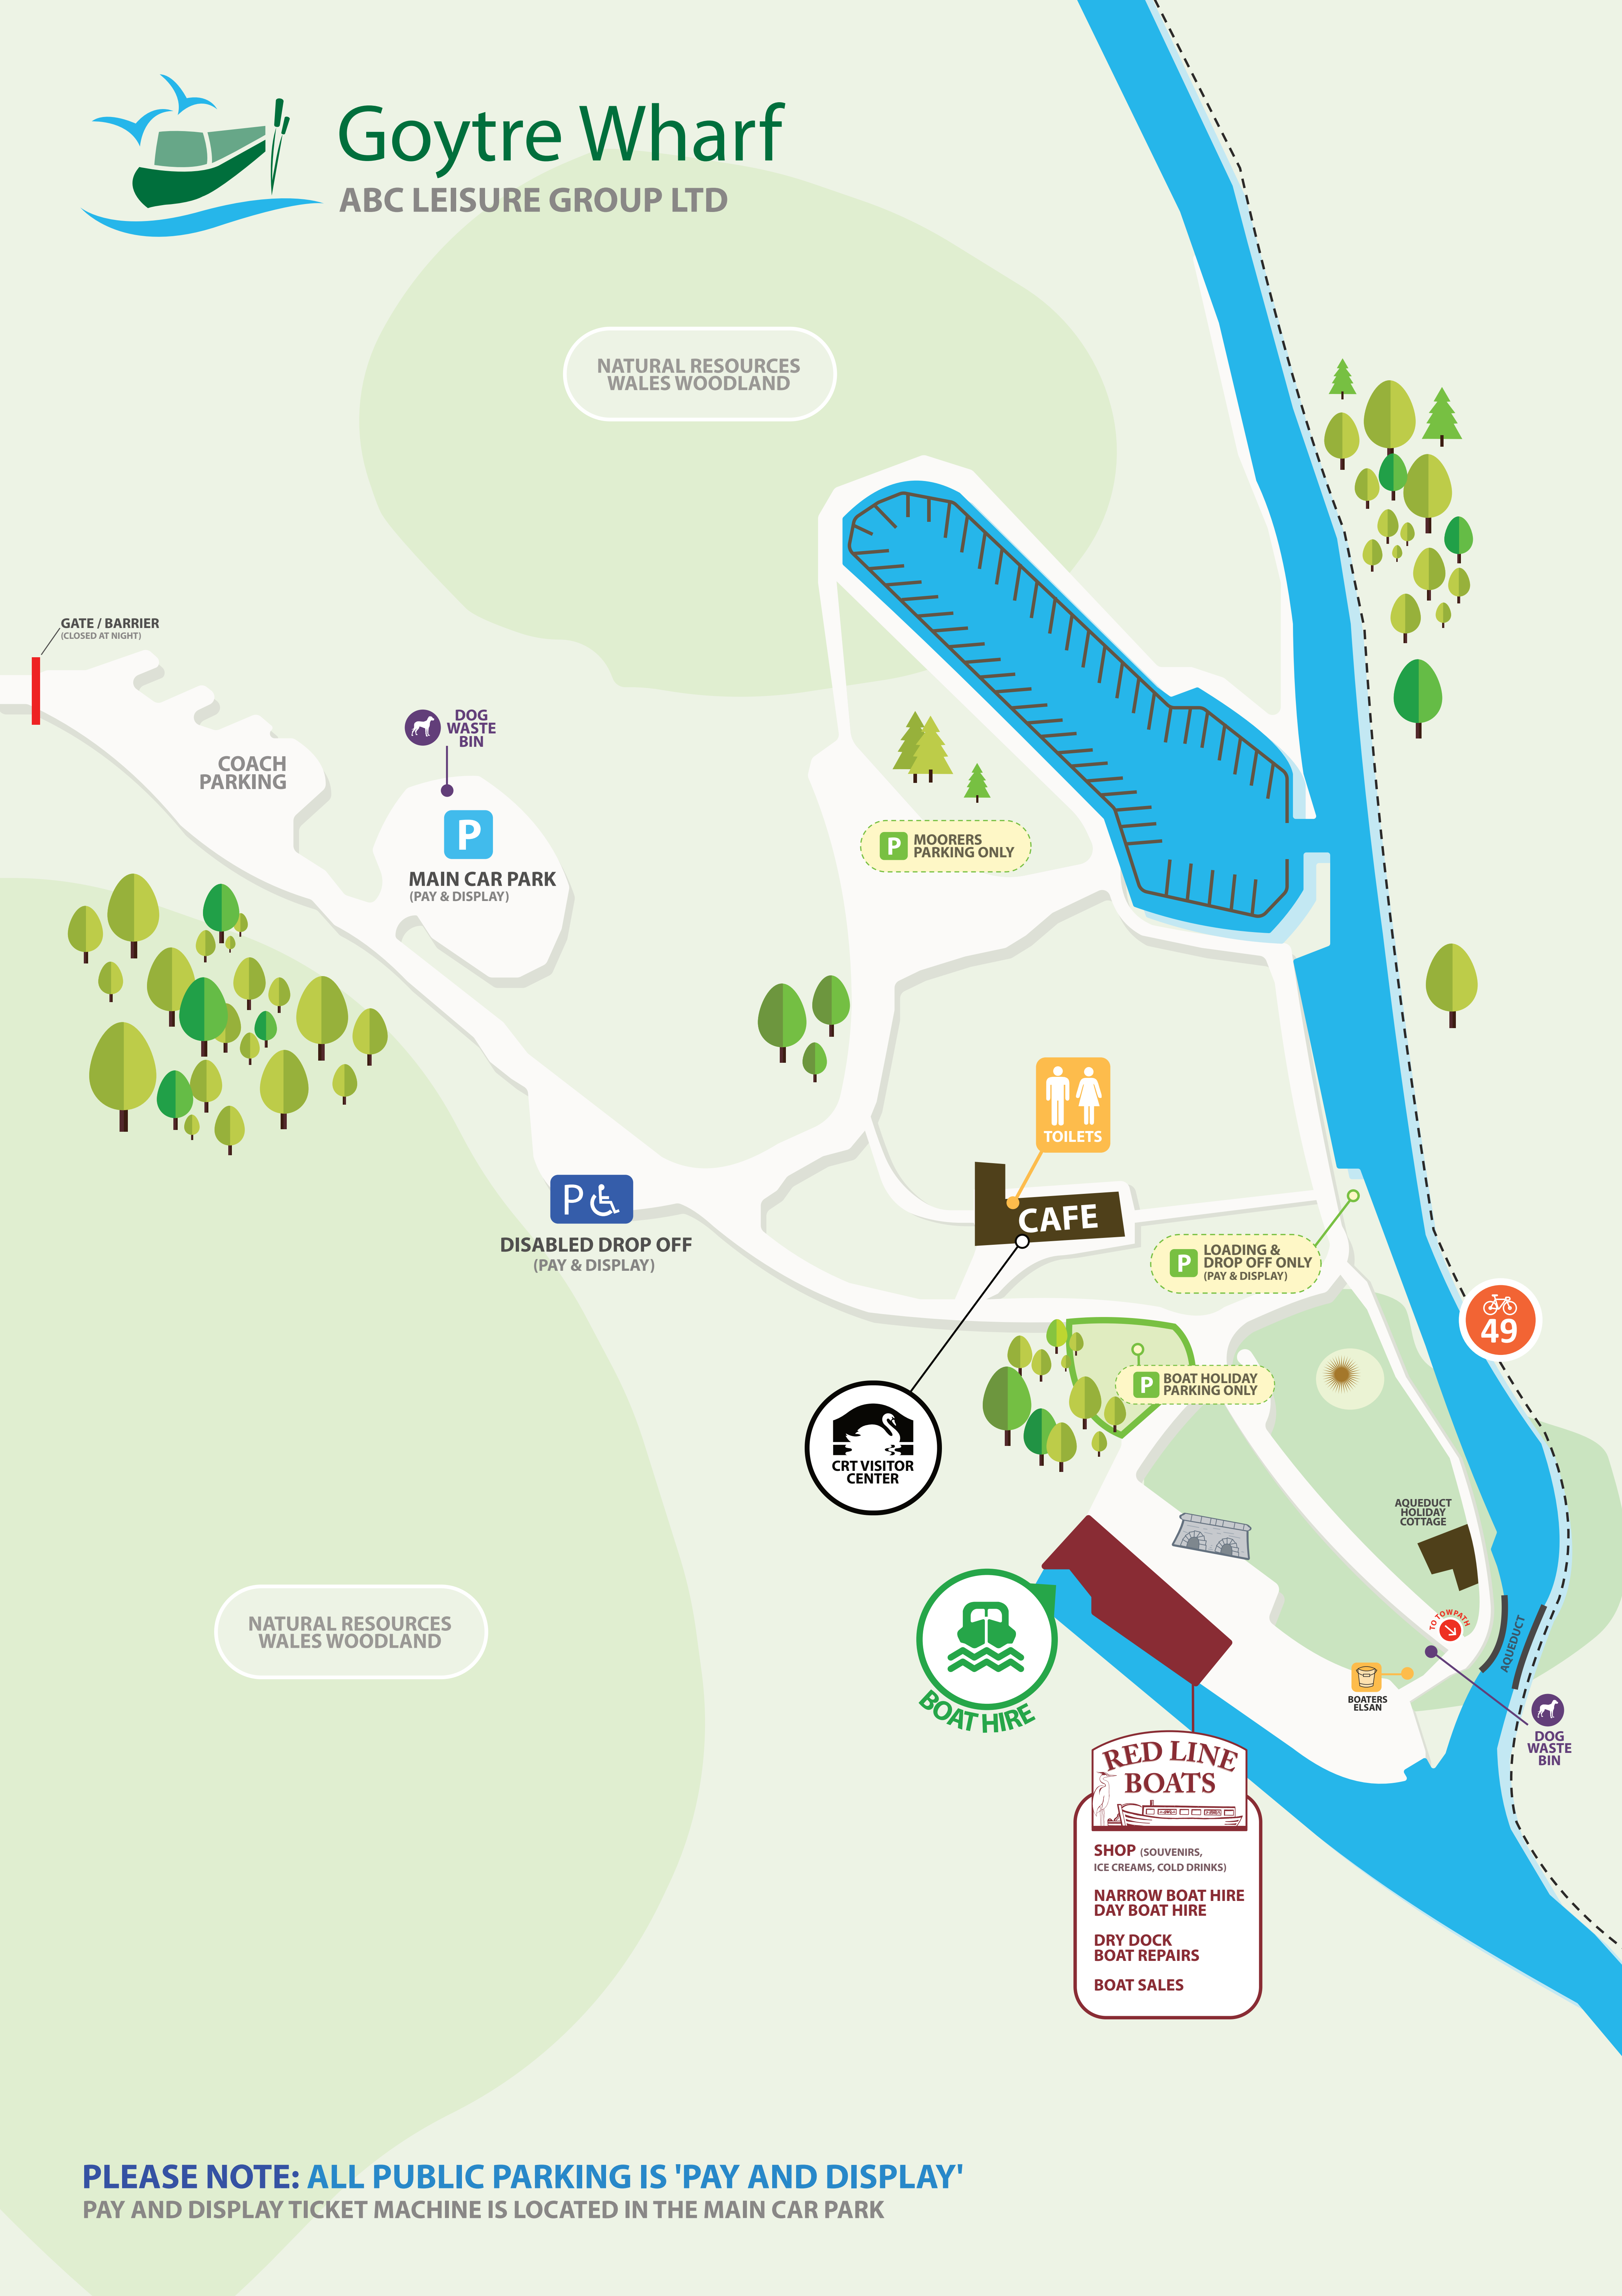 Goytre Wharf
ABC LEISURE GROUP LTD
NATURAL RESOURCES
WALES WOODLAND
GATE / BARRIER
(CLOSED AT NIGHT)
COACH
PARKING
DOG
WASTE
BIN
P
MAIN CAR PARK
(PAY & DISPLAY)
P
MOORERS
PARKING ONLY
TOILETS
CAFE
P
DISABLED DROP OFF
(PAY & DISPLAY)
P
LOADING &
DROP OFF ONLY
(PAY & DISPLAY)
49
P
BOAT HOLIDAY
PARKING ONLY
CRT VISITOR
CENTER
AQUEDUCT
HOLIDAY
COTTAGE
TO TOWPATH
AQUEDUCT
BOATERS
ELSAN
DOG
WASTE
BIN
NATURAL RESOURCES
WALES WOODLAND
BOAT HIRE
RED LINE
BOATS
SHOP (SOUVENIRS,
ICE CREAMS, COLD DRINKS)
NARROW BOAT HIRE
DAY BOAT HIRE
DRY DOCK
BOAT REPAIRS
BOAT SALES
PLEASE NOTE: ALL PUBLIC PARKING IS 'PAY AND DISPLAY'
PAY AND DISPLAY TICKET MACHINE IS LOCATED IN THE MAIN CAR PARK